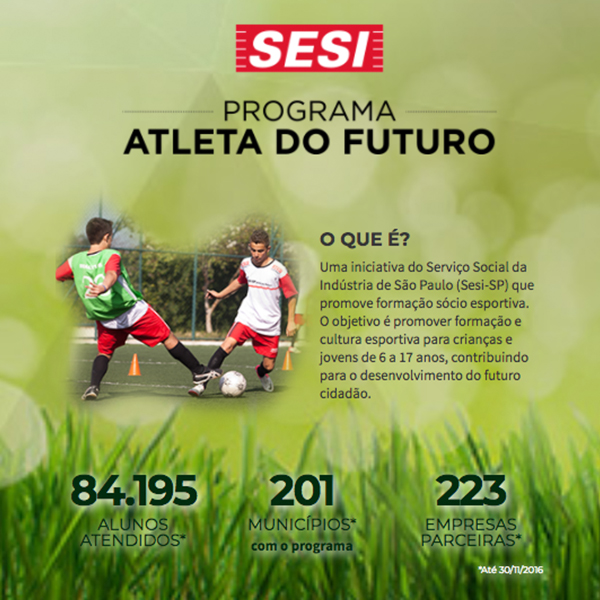 SESI
PROGRAMA
ATLETA DO FUTURO
O QUE É?
Uma iniciativa do Serviço Social da
Indústria de São Paulo (Sesi-SP) que
promove formação sócio esportiva.
O objetivo é promover formação e
cultura esportiva para crianças e
jovens de 6 a 17 anos, contribuindo
para o desenvolvimento do futuro
cidadão.
84.195
ALUNOS
ATENDIDOS*
201
MUNICÍPIOS*
com o programa
223
EMPRESAS
PARCEIRAS*
*Até 30/11/2016